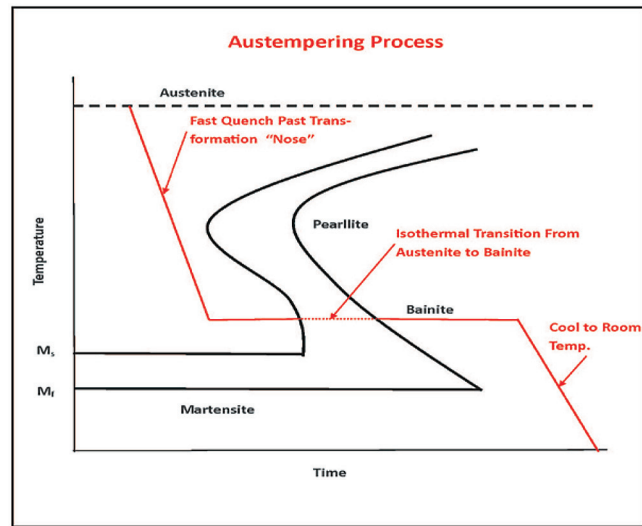 Austempering Process
Austenite
Fast Quench Past Trans-
formation "Nose"
Pearllite
Isothermal Transition From
Austenite to Bainite
Bainite
Cool to Room
Temp.
Ms
Mf
Martensite
Temperature
Time